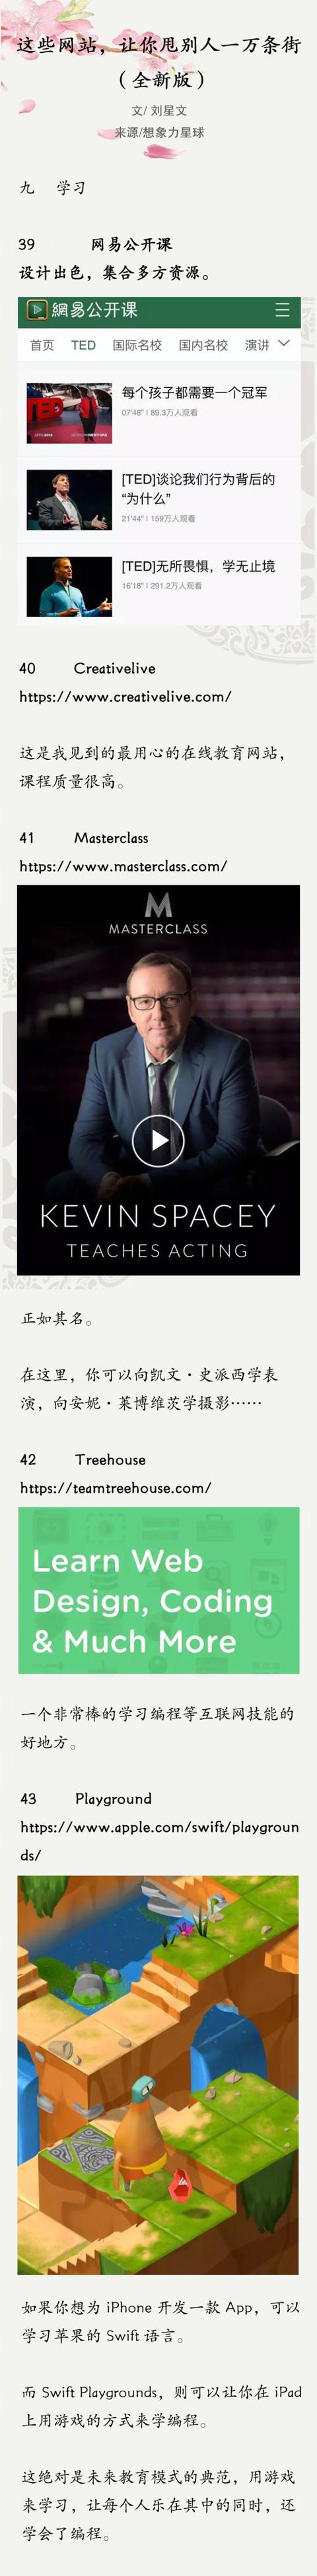 这些网站，让你甩别人一万条街
（全新版）
文/ 刘星文
来源/想象力星球
九 学习
39 网易公开课
设计出色，集合多方资源。
網易公开课
首页 TED 国际名校 国内名校 演讲
每个孩子都需要一个冠军
07'48" | 89.3万人观看
[TED]谈论我们行为背后的
“为什么”
21'44" | 159万人观看
[TED]无所畏惧，学无止境
16'18" | 291.2万人观看
40 Creativelive
https://www.creativelive.com/
这是我见到的最用心的在线教育网站，
课程质量很高。
41 Masterclass
https://www.masterclass.com/
M
MASTERCLASS
KEVIN SPACEY
TEACHES ACTING
正如其名。
在这里，你可以向凯文·史派西学表
演，向安妮·莱博维茨学摄影……
42 Treehouse
https://teamtreehouse.com/
Learn Web
Design, Coding
& Much More
一个非常棒的学习编程等互联网技能的
好地方。
43 Playground
https://www.apple.com/swift/playgroun
ds/
如果你想为 iPhone 开发一款 App，可以
学习苹果的 Swift 语言。
而 Swift Playgrounds，则可以让你在 iPad
上用游戏的方式来学编程。
这绝对是未来教育模式的典范，用游戏
来学习，让每个人乐在其中的同时，还
学会了编程。